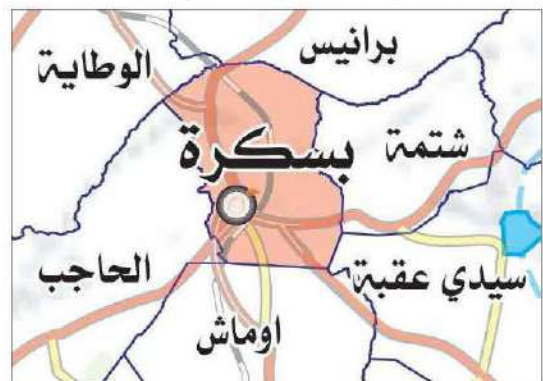 برانيس
الوطاية
شتمة
بسكرة
سيدي عقبة
الحاجب
اوماش